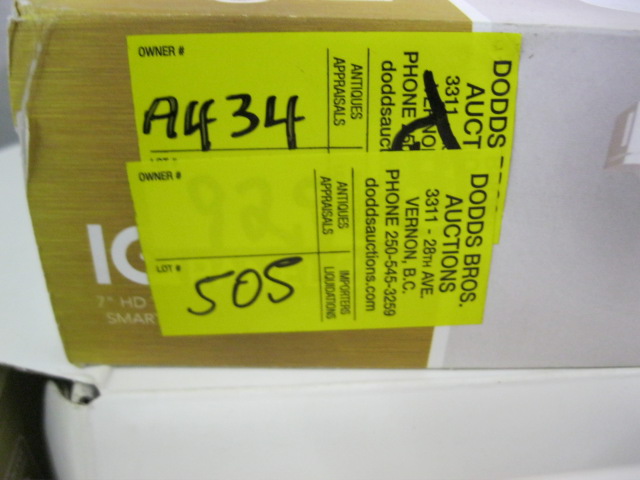 OWNER #
A434
ANTIQUES
APPRAISALS
DODDS
AUCT
3311
PHONE
doddsauc
OWNER #
LOT #
505
ANTIQUES
APPRAISALS
IMPORTERS
LIQUIDATIONS
DODDS BROS.
AUCTIONS
3311 - 28TH AVE.
VERNON, B.C.
PHONE 250-545-3259
doddsauctions.com
7" HD
SMAR